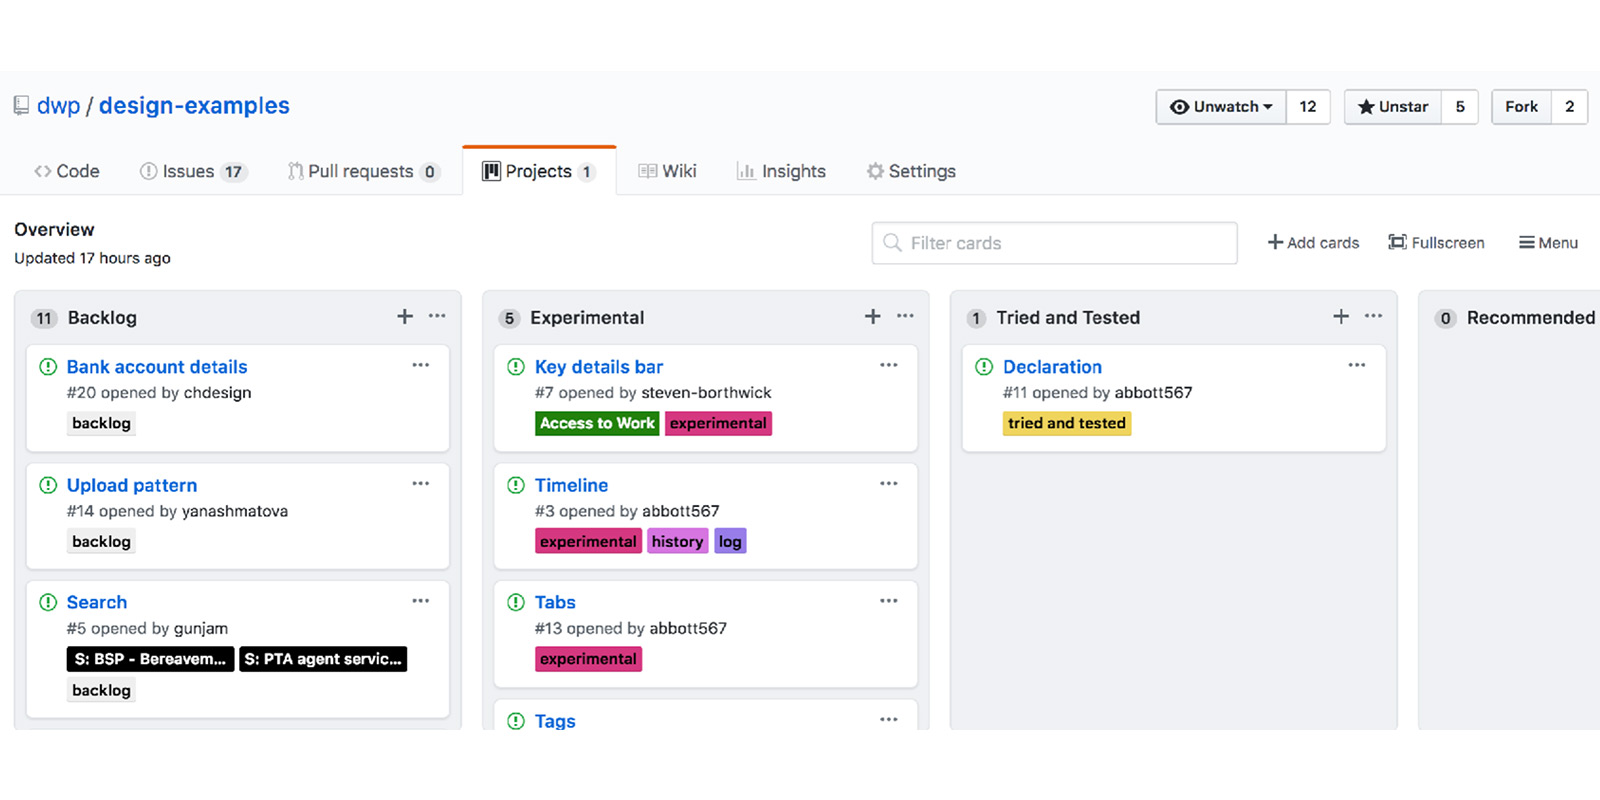 dwp / design-examples
Unwatch 12
Unstar 5
Fork 2
Code
Issues 17
Pull requests 0
Projects 1
Wiki
Insights
Settings
Overview
Updated 17 hours ago
Filter cards
Add cards
Fullscreen
Menu
11 Backlog
Bank account details
#20 opened by chdesign
backlog
Upload pattern
#14 opened by yanashmatova
backlog
Search
#5 opened by gunjam
S: BSP - Bereavem... S: PTA agent servic...
backlog
5 Experimental
Key details bar
#7 opened by steven-borthwick
Access to Work experimental
Timeline
#3 opened by abbott567
experimental history log
Tabs
#13 opened by abbott567
experimental
Tags
1 Tried and Tested
Declaration
#11 opened by abbott567
tried and tested
0 Recommended